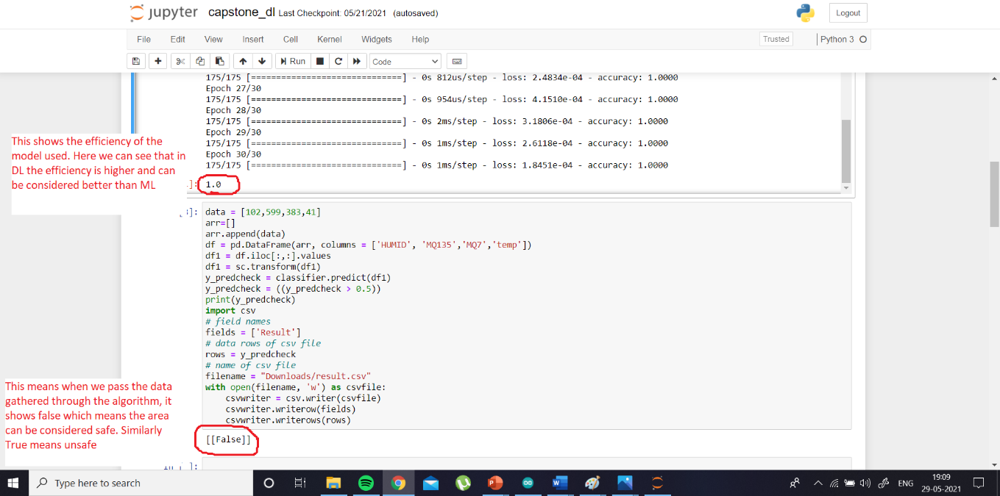 jupyter capstone_dl Last Checkpoint: 05/21/2021 (autosaved)
Logout
File Edit View Insert Cell Kernel Widgets Help
Trusted Python 3
Run Code
175/175 [==============================] - 0s 812us/step - loss: 2.4834e-04 - accuracy: 1.0000
Epoch 27/30
175/175 [==============================] - 0s 954us/step - loss: 4.1510e-04 - accuracy: 1.0000
Epoch 28/30
175/175 [==============================] - 0s 2ms/step - loss: 3.1806e-04 - accuracy: 1.0000
Epoch 29/30
175/175 [==============================] - 0s 1ms/step - loss: 2.6118e-04 - accuracy: 1.0000
Epoch 30/30
175/175 [==============================] - 0s 1ms/step - loss: 1.8451e-04 - accuracy: 1.0000
This shows the efficiency of the
model used. Here we can see that in
DL the efficiency is higher and can
be considered better than ML
]: 1.0
]: data = [102,599,383,41]
arr=[]
arr.append(data)
df = pd.DataFrame(arr, columns = ['HUMID', 'MQ135','MQ7','temp'])
df1 = df.iloc[:,:].values
df1 = sc.transform(df1)
y_predcheck = classifier.predict(df1)
y_predcheck = ((y_predcheck > 0.5))
print(y_predcheck)
import csv
# field names
fields = ['Result']
# data rows of csv file
rows = y_predcheck
# name of csv file
filename = "Downloads/result.csv"
with open(filename, 'w') as csvfile:
    csvwriter = csv.writer(csvfile)
    csvwriter.writerow(fields)
    csvwriter.writerows(rows)
This means when we pass the data
gathered through the algorithm, it
shows false which means the area
can be considered safe. Similarly
True means unsafe
[[False]]
]:
Type here to search
ENG
19:09
29-05-2021